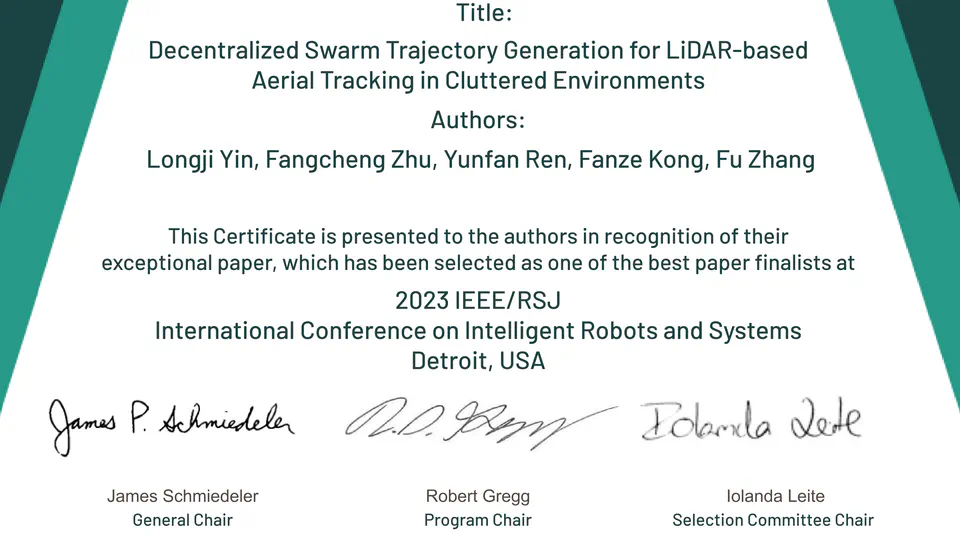 Title:
Decentralized Swarm Trajectory Generation for LiDAR-based
Aerial Tracking in Cluttered Environments
Authors:
Longji Yin, Fangcheng Zhu, Yunfan Ren, Fanze Kong, Fu Zhang
This Certificate is presented to the authors in recognition of their
exceptional paper, which has been selected as one of the best paper finalists at
2023 IEEE/RSJ
International Conference on Intelligent Robots and Systems
Detroit, USA
James P. Schmiedeler
Iolanda Leite
James Schmiedeler
General Chair
Robert Gregg
Program Chair
Iolanda Leite
Selection Committee Chair